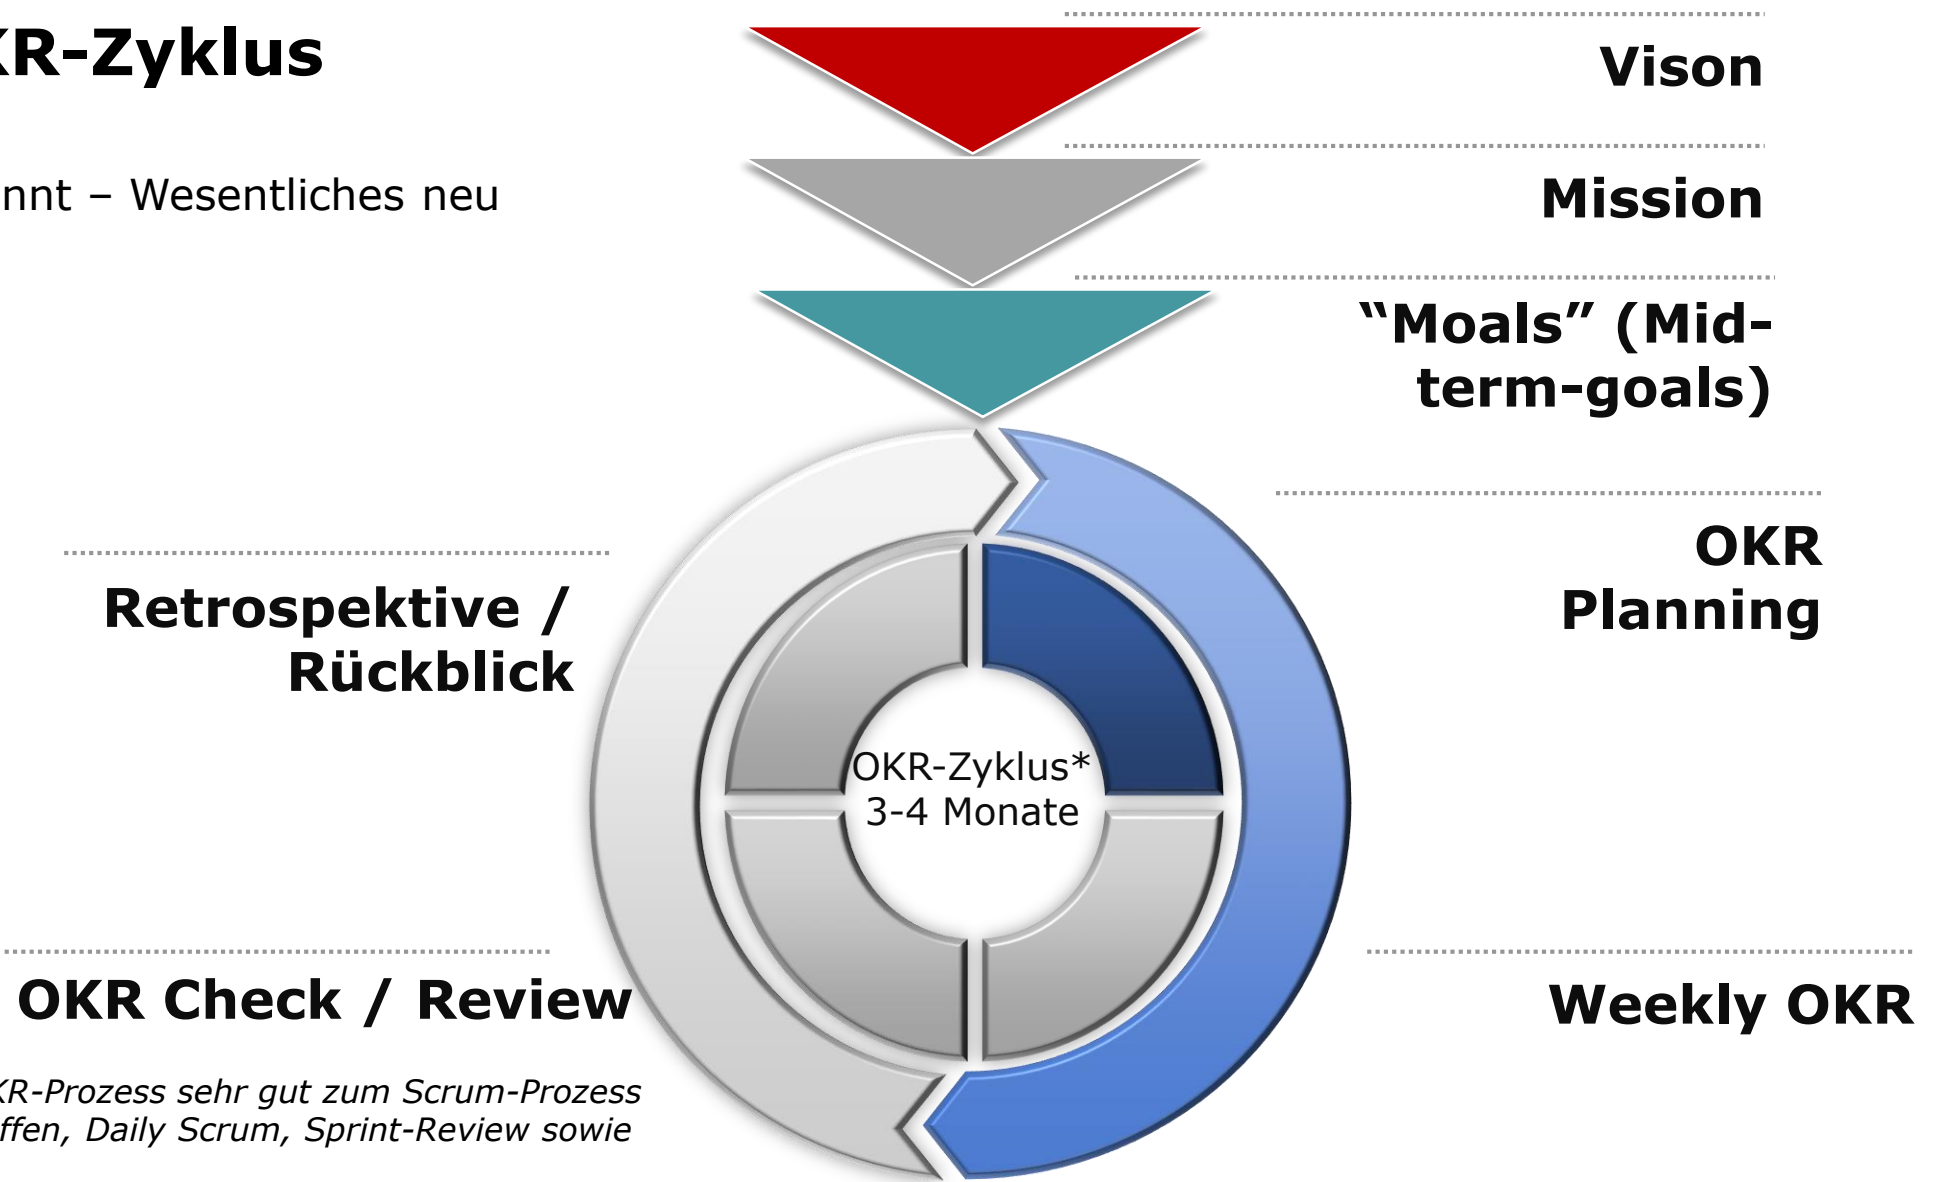 KR-Zyklus
nnt – Wesentliches neu
Vison
Mission
“Moals” (Mid-
term-goals)
OKR
Planning
Retrospektive /
Rückblick
OKR-Zyklus*
3-4 Monate
OKR Check / Review
Weekly OKR
KR-Prozess sehr gut zum Scrum-Prozess
ffen, Daily Scrum, Sprint-Review sowie